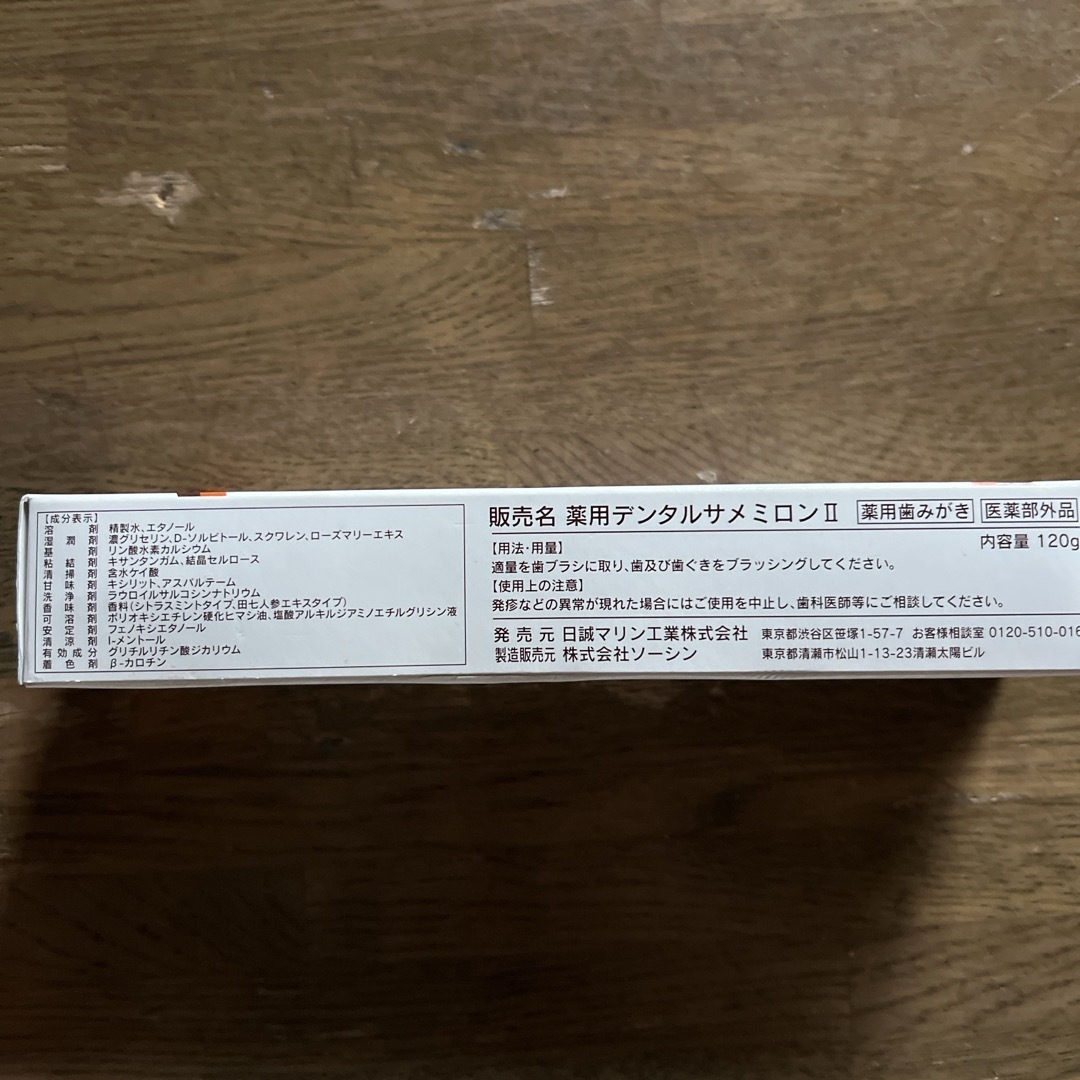 【成分表示】
溶剤 精製水、エタノール
湿潤剤 濃グリセリン、D-ソルビトール、スクワレン、ローズマリーエキス
基剤 リン酸水素カルシウム
粘結剤 キサンタンガム、結晶セルロース
清掃剤 含水ケイ酸
甘味剤 キシリット、アスパルテーム
洗浄剤 ラウロイルサルコシンナトリウム
香味剤 香料(シトラスミントタイプ、田七人参エキスタイプ)
可溶剤 ポリオキシエチレン硬化ヒマシ油、塩酸アルキルジアミノエチルグリシン液
安定剤 フェノキシエタノール
清涼剤 l-メントール
有効成分 グリチルリチン酸ジカリウム
着色剤 β-カロチン
販売名 薬用デンタルサメミロンⅡ 薬用歯みがき 医薬部外品
内容量 120g
【用法・用量】
適量を歯ブラシに取り、歯及び歯ぐきをブラッシングしてください。
【使用上の注意】
発疹などの異常が現れた場合にはご使用を中止し、歯科医師等にご相談してください。
発売元 日誠マリン工業株式会社 東京都渋谷区笹塚1-57-7 お客様相談室 0120-510-016
製造販売元 株式会社ソーシン 東京都清瀬市松山1-13-23清瀬太陽ビル